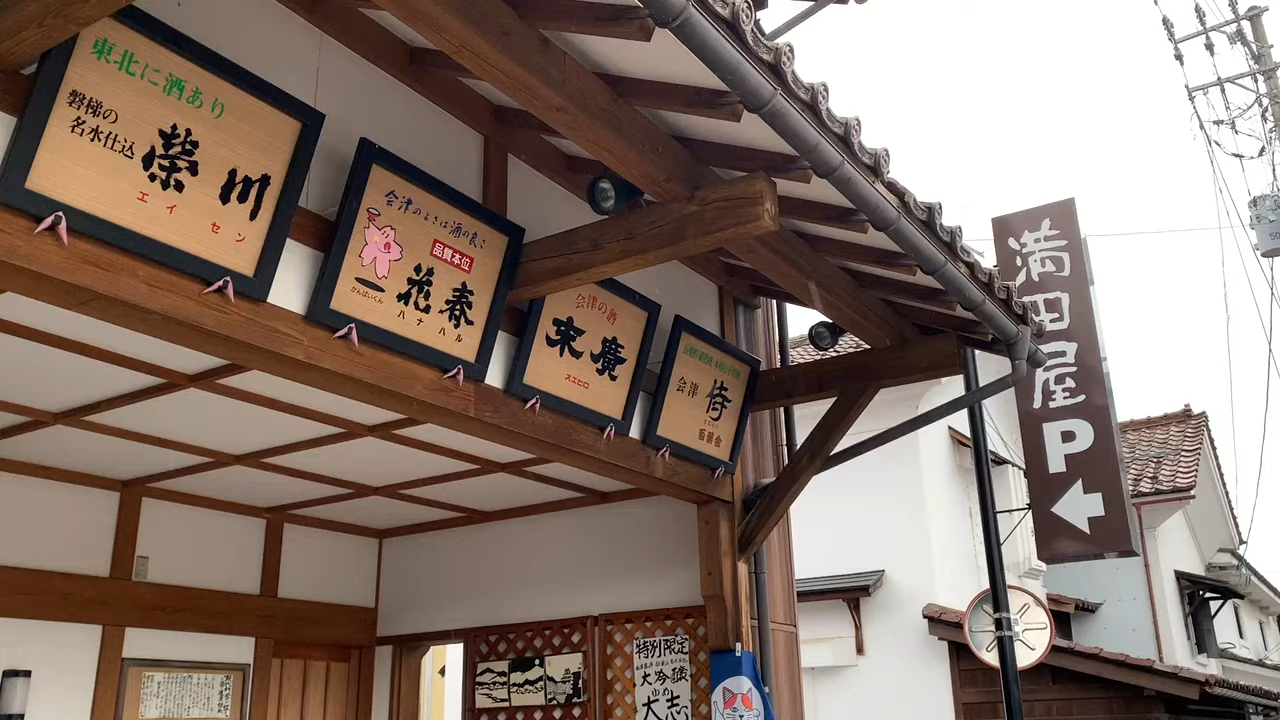 東北に酒あり
磐梯の
名水仕込
榮川
エイセン
会津のよさは酒の良さ
品質本位
花春
かんぱいくん
ハナハル
会津の酒
末廣
スエヒロ
会津
侍
満田屋
P
特別限定
大吟醸
大志
50